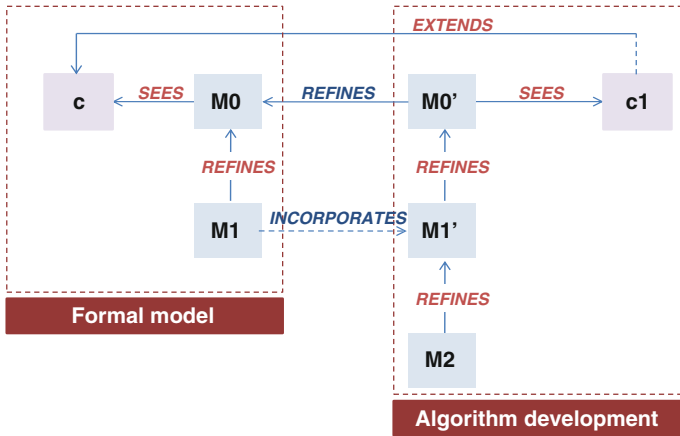 EXTENDS
c SEES M0 REFINES M0' SEES c1
REFINES REFINES
M1 INCORPORATES M1'
Formal model REFINES
M2
Algorithm development